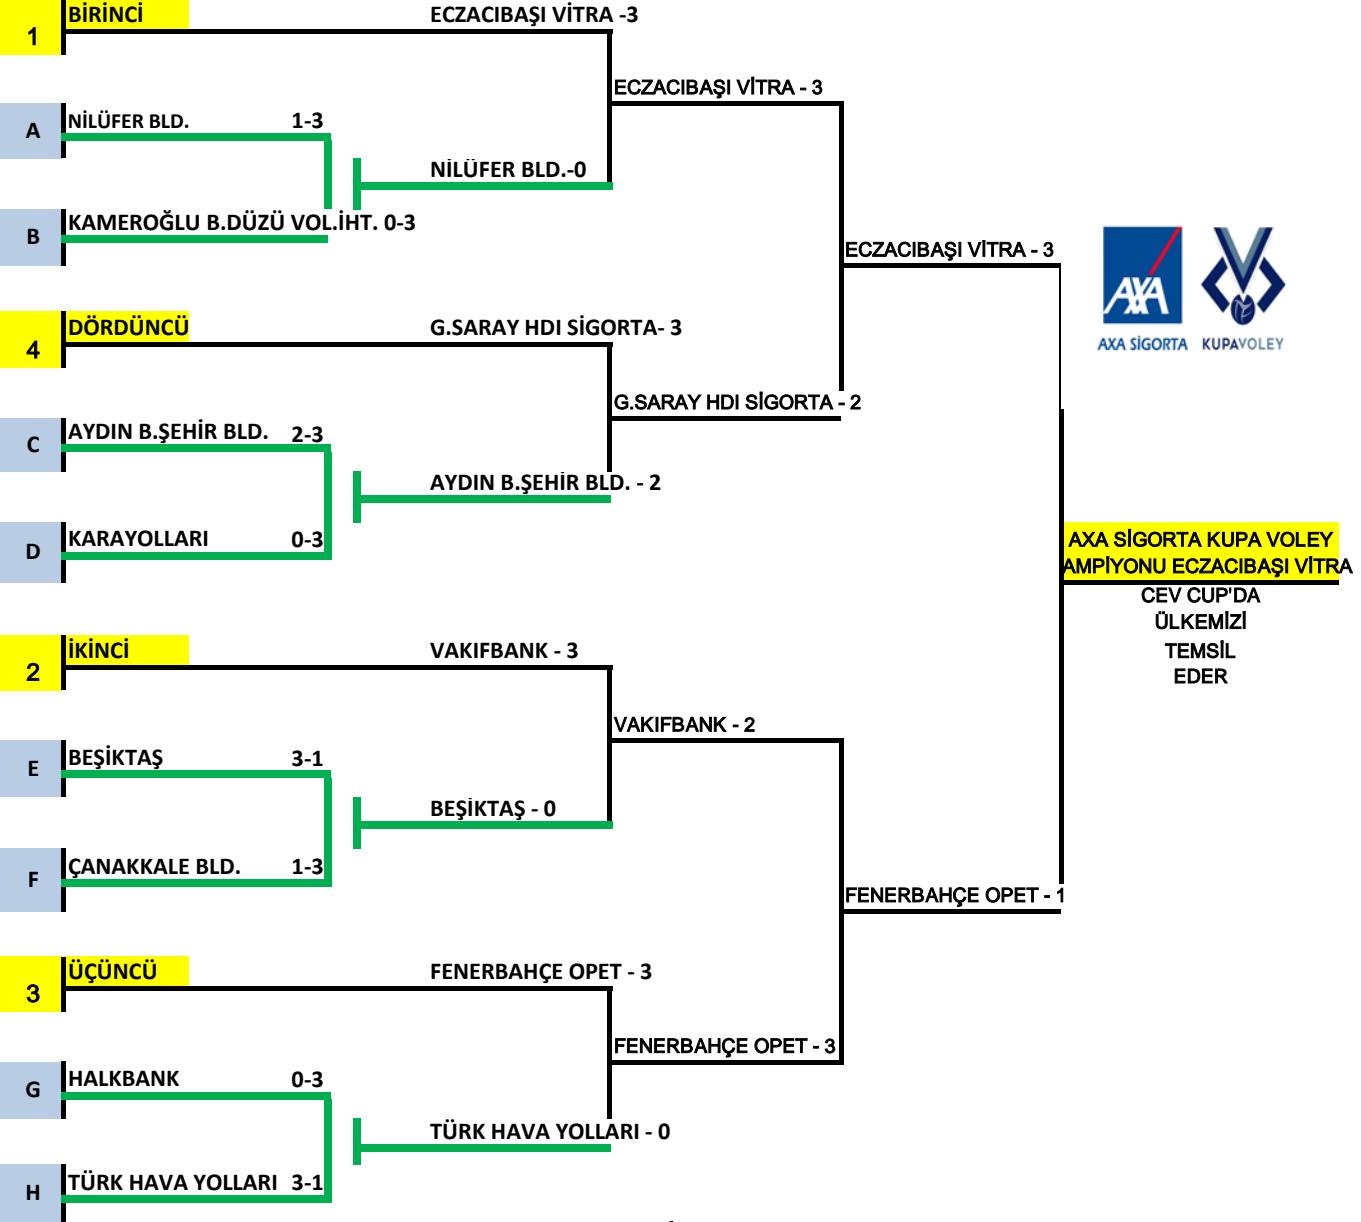 1
BİRİNCİ
ECZACIBAŞI VİTRA -3
ECZACIBAŞI VİTRA - 3
A
NİLÜFER BLD. 1-3
NİLÜFER BLD.-0
B
KAMEROĞLU B.DÜZÜ VOL.İHT. 0-3
ECZACIBAŞI VİTRA - 3
AXA
AXA SİGORTA KUPAVOLEY
4
DÖRDÜNCÜ
G.SARAY HDI SİGORTA- 3
G.SARAY HDI SİGORTA - 2
C
AYDIN B.ŞEHİR BLD. 2-3
AYDIN B.ŞEHİR BLD. - 2
D
KARAYOLLARI 0-3
AXA SİGORTA KUPA VOLEY
AMPİYONU ECZACIBAŞI VİTRA
CEV CUP'DA
ÜLKEMİZİ
TEMSİL
EDER
2
İKİNCİ
VAKIFBANK - 3
VAKIFBANK - 2
E
BEŞİKTAŞ 3-1
BEŞİKTAŞ - 0
F
ÇANAKKALE BLD. 1-3
FENERBAHÇE OPET - 1
3
ÜÇÜNCÜ
FENERBAHÇE OPET - 3
FENERBAHÇE OPET - 3
G
HALKBANK 0-3
TÜRK HAVA YOLLARI - 0
H
TÜRK HAVA YOLLARI 3-1